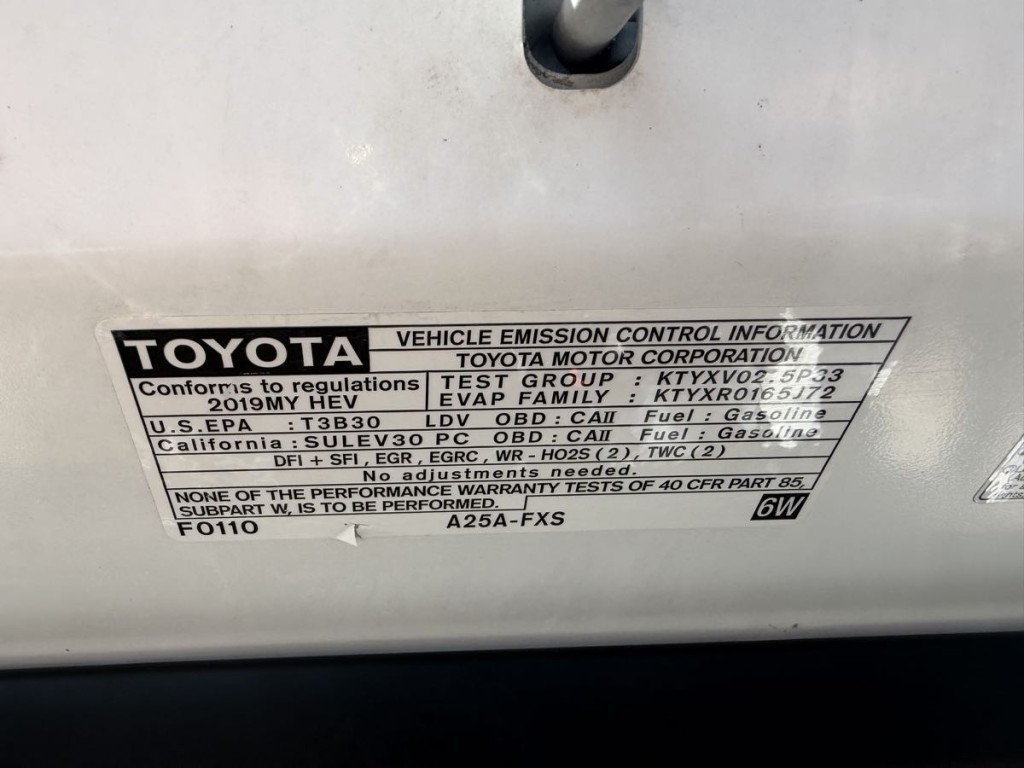 TOYOTA
VEHICLE EMISSION CONTROL INFORMATION
TOYOTA MOTOR CORPORATION
Conforms to regulations
2019MY HEV
TEST GROUP : KTYXV02.5P33
EVAP FAMILY : KTYXR0165J72
U.S.EPA : T3B30 LDV OBD : CAII Fuel : Gasoline
California : SULEV30 PC OBD : CAII Fuel : Gasoline
DFI + SFI , EGR , EGRC , WR - HO2S ( 2 ) , TWC ( 2 )
No adjustments needed.
NONE OF THE PERFORMANCE WARRANTY TESTS OF 40 CFR PART 85,
SUBPART W, IS TO BE PERFORMED.
F0110 A25A-FXS 6W